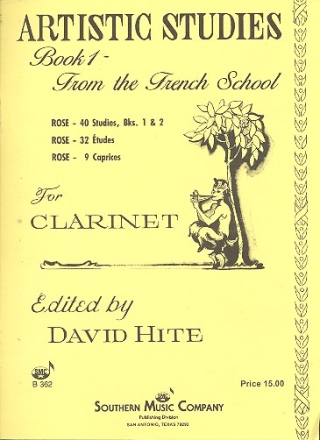 ARTISTIC STUDIES
Book 1 -
From the French School
ROSE - 40 Studies, Bks. 1 & 2
ROSE - 32 Études
ROSE - 9 Caprices
For
CLARINET
Edited by
DAVID HITE
SMC
B 362
Price 15.00
SMC
SOUTHERN MUSIC COMPANY
Publishing Division
SAN ANTONIO, TEXAS 78292